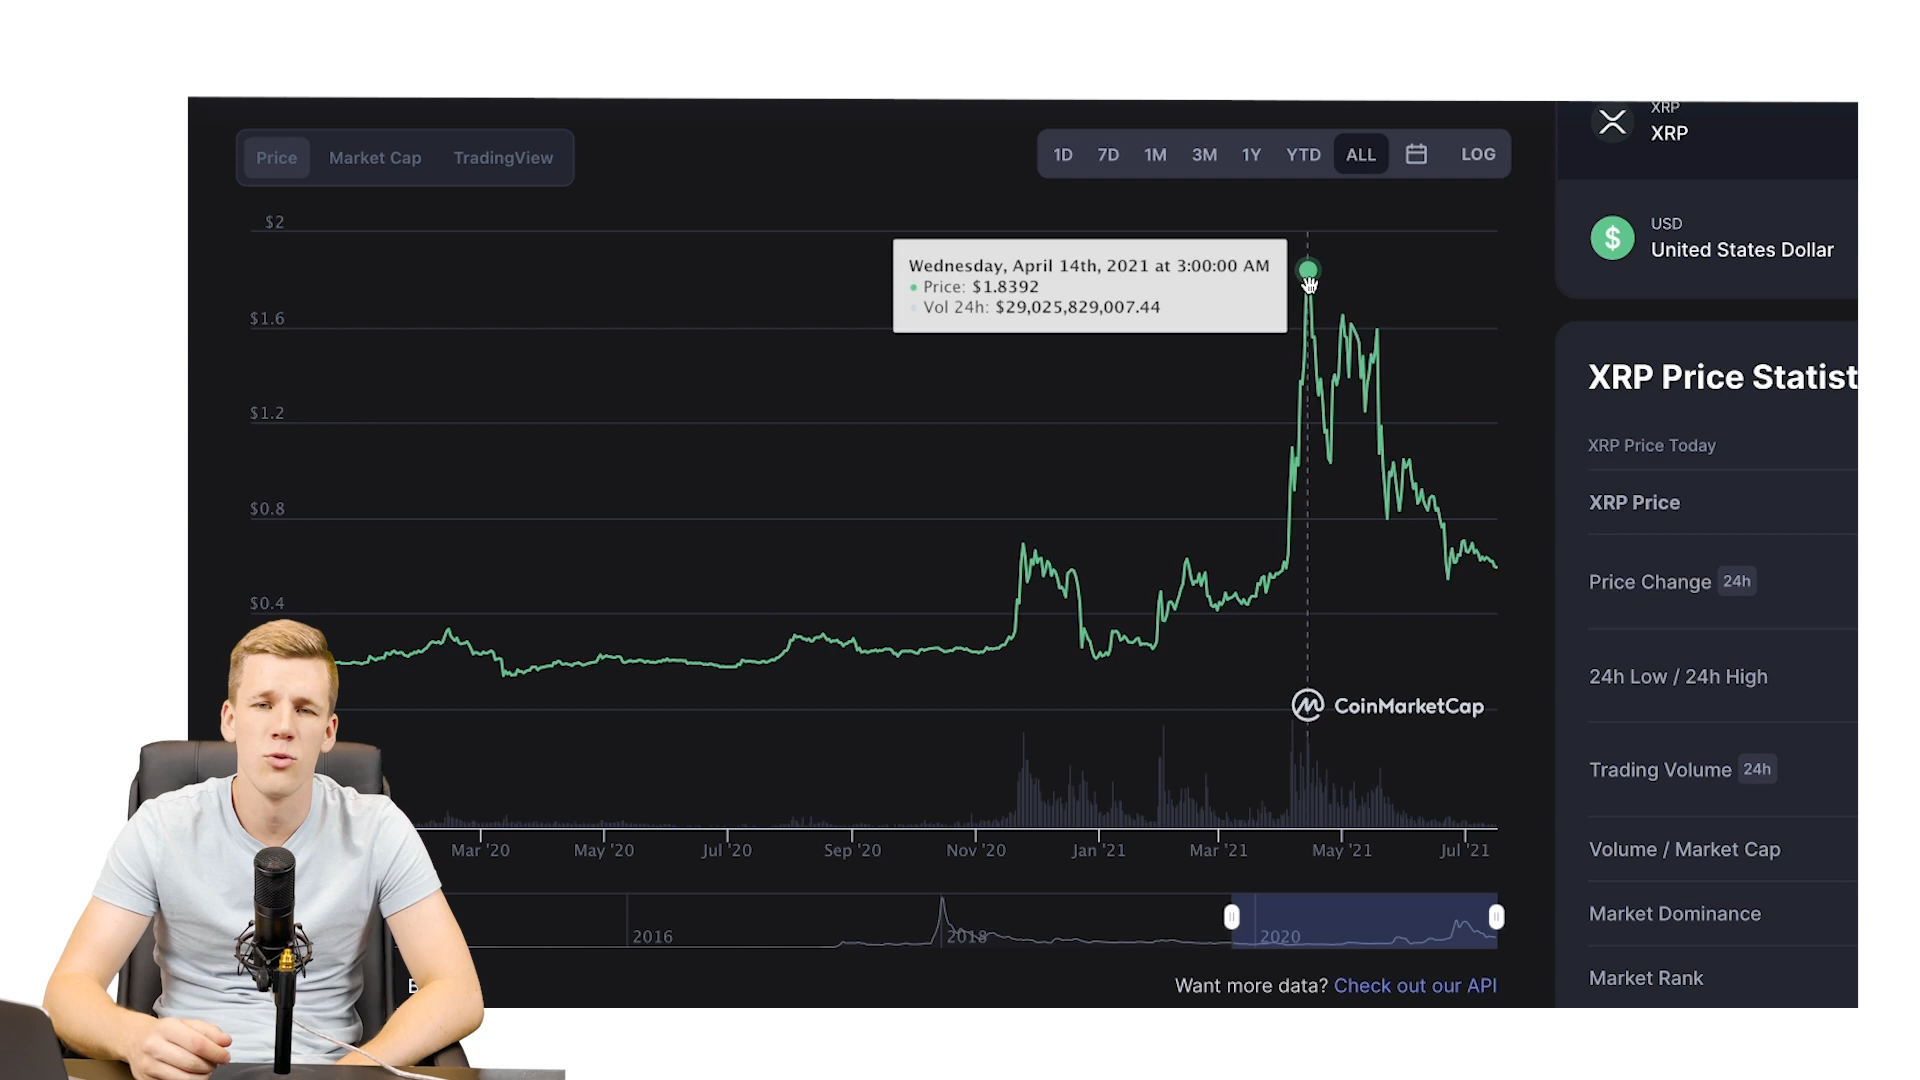 Price Market Cap TradingView
1D 7D 1M 3M 1Y YTD ALL LOG
$2
$1.6
$1.2
$0.8
$0.4
Wednesday, April 14th, 2021 at 3:00:00 AM
Price: $1.8392
Vol 24h: $29,025,829,007.44
CoinMarketCap
Mar '20 May '20 Jul '20 Sep '20 Nov '20 Jan '21 Mar '21 May '21 Jul '21
2016 2018 2020
Want more data? Check out our API
XRP
XRP
USD
United States Dollar
XRP Price Statist
XRP Price Today
XRP Price
Price Change 24h
24h Low / 24h High
Trading Volume 24h
Volume / Market Cap
Market Dominance
Market Rank